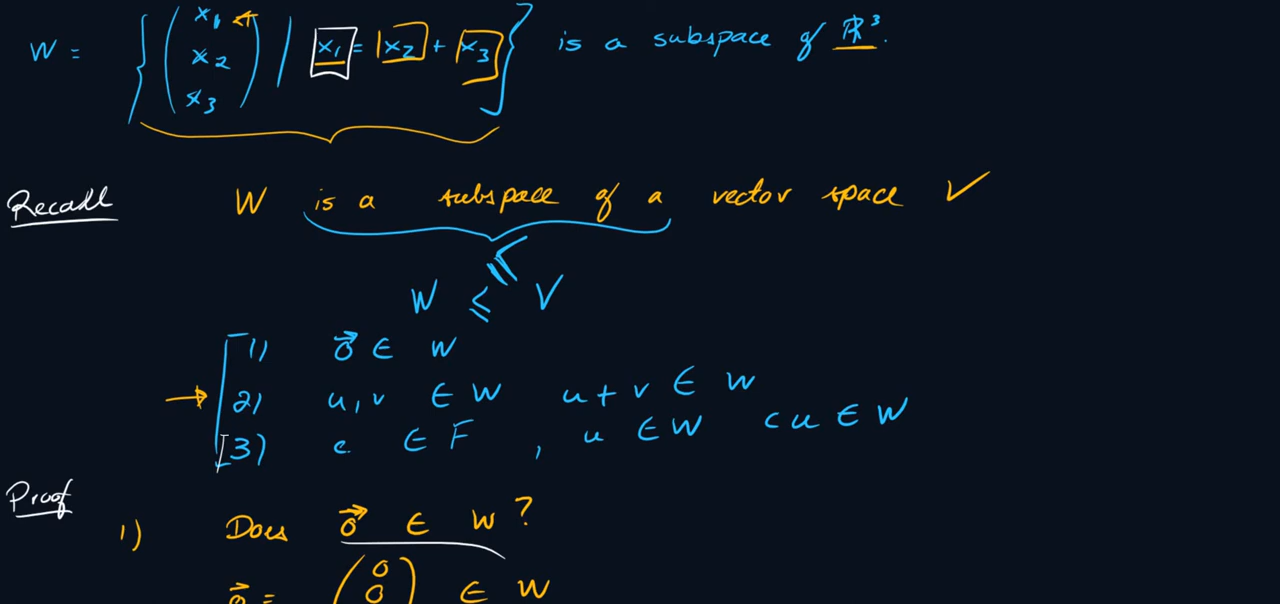 W = { ( x1 x2 x3 ) | x1 = x2 + x3 } is a subspace of ℝ³.
Recall W is a subspace of a vector space ✓
W ≤ V
1) 0⃗ ∈ W
2) u, v ∈ W u + v ∈ W
3) c ∈ F , u ∈ W c u ∈ W
Proof
1) Does 0⃗ ∈ W ?
0⃗ = ( 0 0 ) ∈ W